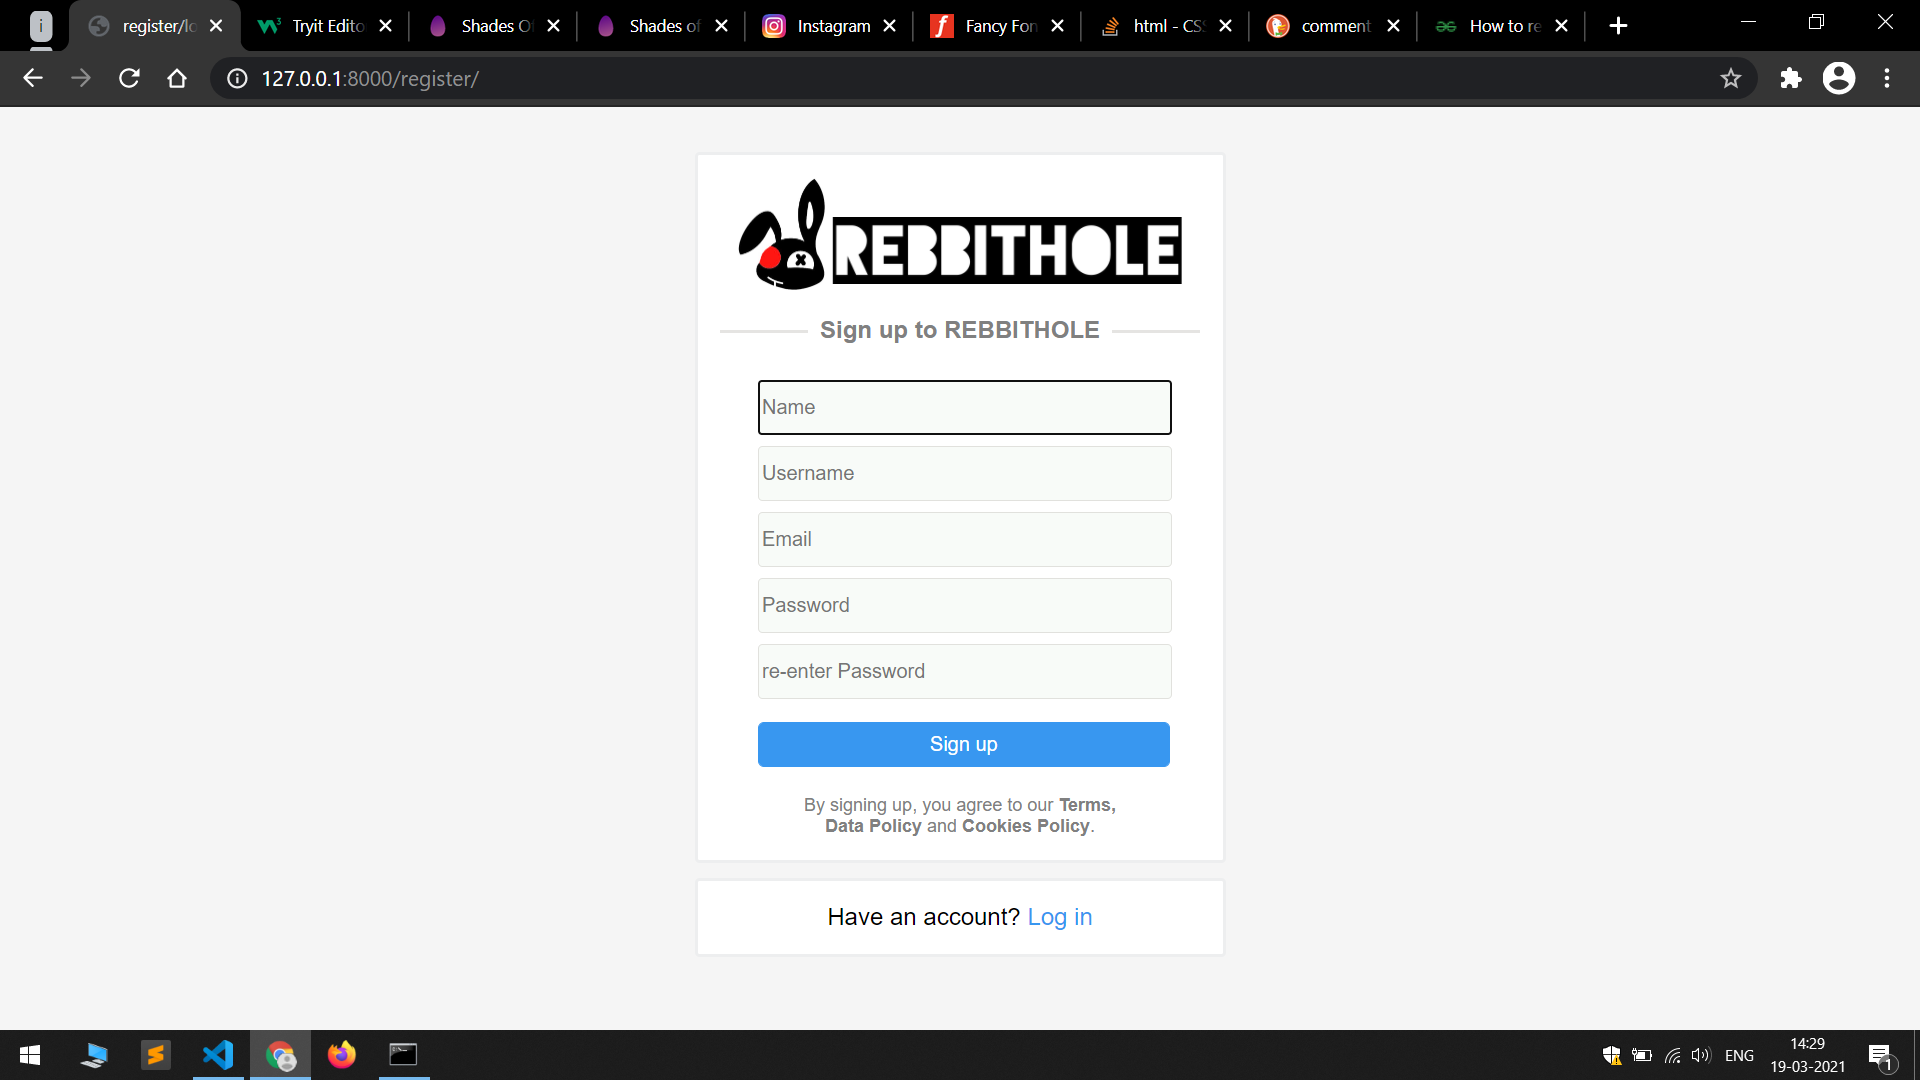 i
register/lo
Tryit Edito
Shades O
Shades of
Instagram
Fancy Fon
html - CSS
comment
How to re
127.0.0.1:8000/register/
REBBITHOLE
Sign up to REBBITHOLE
Name
Username
Email
Password
re-enter Password
Sign up
By signing up, you agree to our Terms,
Data Policy and Cookies Policy.
Have an account? Log in
ENG
14:29
19-03-2021
1